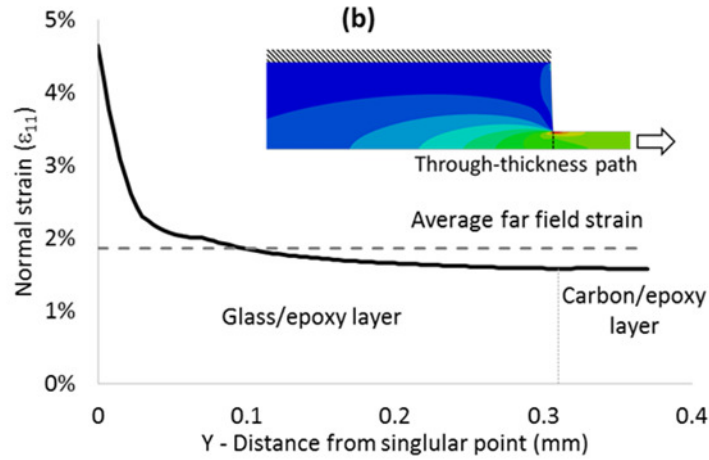 (b)
5%
4%
3%
2%
1%
0%
Normal strain (ε11)
Through-thickness path
Average far field strain
Glass/epoxy layer
Carbon/epoxy
layer
0
0.1
0.2
0.3
0.4
Y - Distance from singlular point (mm)